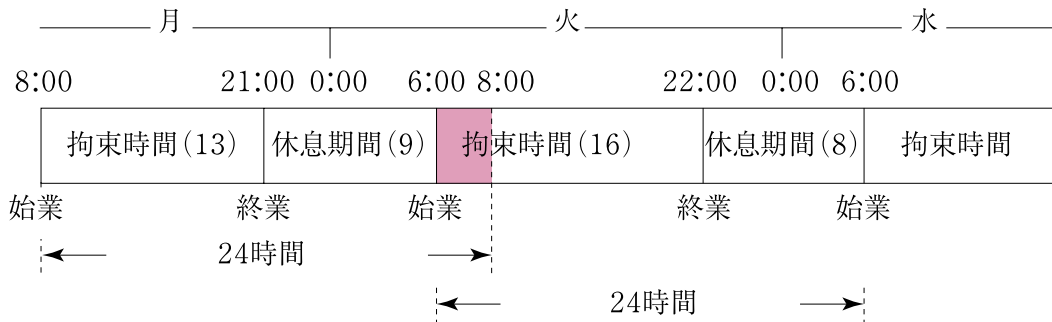 月 火 水
8:00 21:00 0:00 6:00 8:00 22:00 0:00 6:00
拘束時間(13) 休息期間(9) 拘束時間(16) 休息期間(8) 拘束時間
始業 終業 始業 終業 始業
24時間
24時間